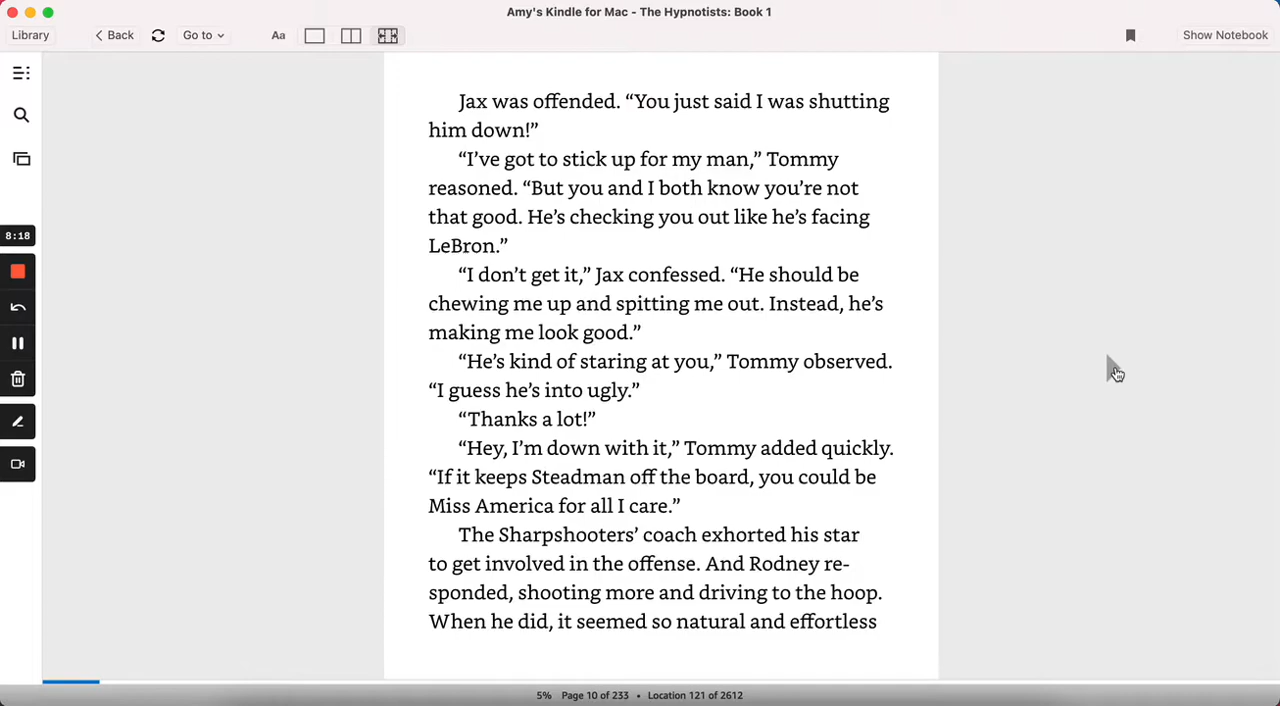 Amy's Kindle for Mac - The Hypnotists: Book 1
Library
Back
Go to
Aa
Show Notebook
8:18
Jax was offended. “You just said I was shutting
him down!”
“I’ve got to stick up for my man,” Tommy
reasoned. “But you and I both know you’re not
that good. He’s checking you out like he’s facing
LeBron.”
“I don’t get it,” Jax confessed. “He should be
chewing me up and spitting me out. Instead, he’s
making me look good.”
“He’s kind of staring at you,” Tommy observed.
“I guess he’s into ugly.”
“Thanks a lot!”
“Hey, I’m down with it,” Tommy added quickly.
“If it keeps Steadman off the board, you could be
Miss America for all I care.”
The Sharpshooters’ coach exhorted his star
to get involved in the offense. And Rodney re-
sponded, shooting more and driving to the hoop.
When he did, it seemed so natural and effortless
5% Page 10 of 233 • Location 121 of 2612